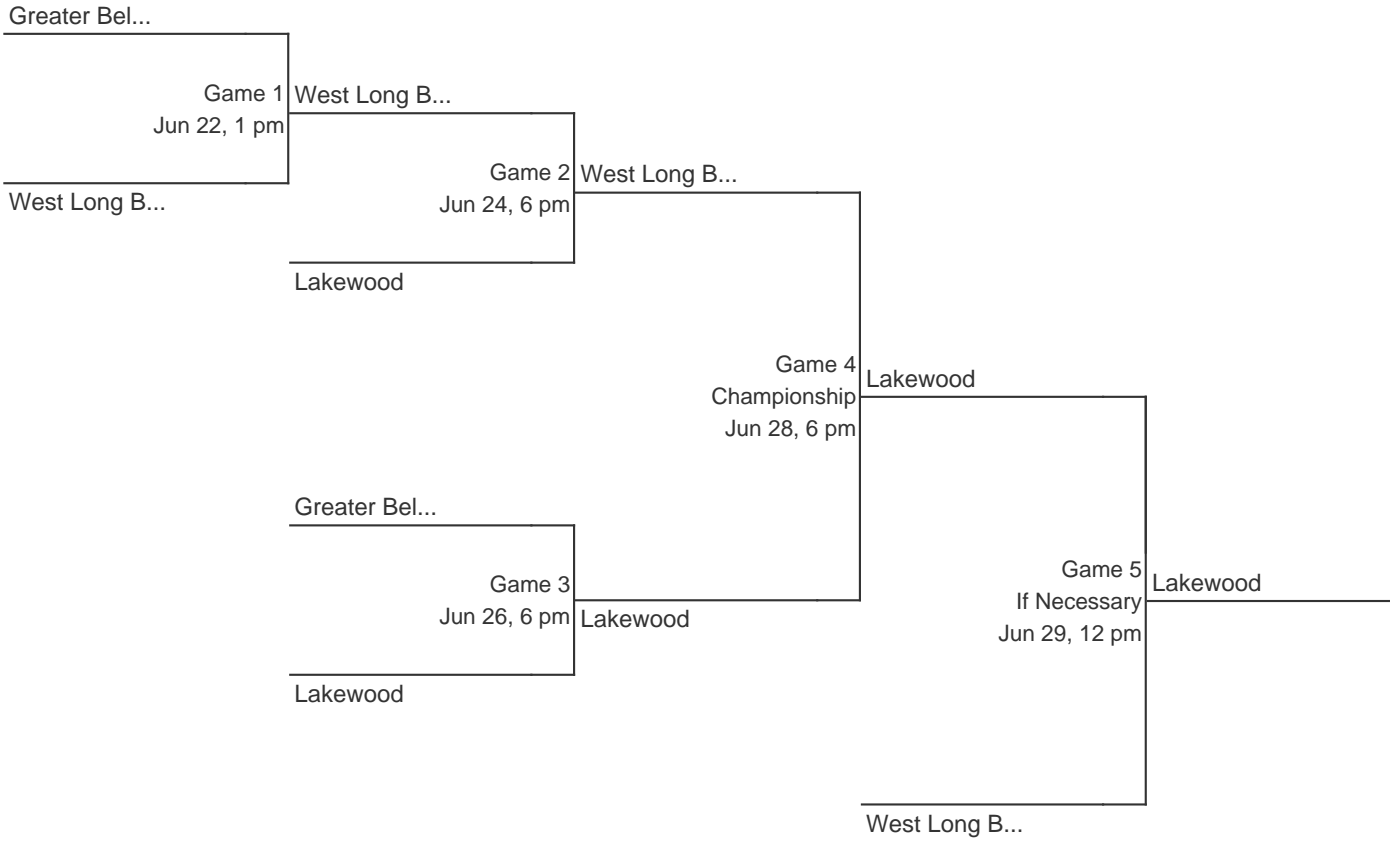 Greater Bel...
Game 1
Jun 22, 1 pm
West Long B...
West Long B...
Game 2
Jun 24, 6 pm
Lakewood
West Long B...
Game 4
Championship
Jun 28, 6 pm
Lakewood
Greater Bel...
Game 3
Jun 26, 6 pm
Lakewood
Lakewood
Game 5
If Necessary
Jun 29, 12 pm
Lakewood
West Long B...